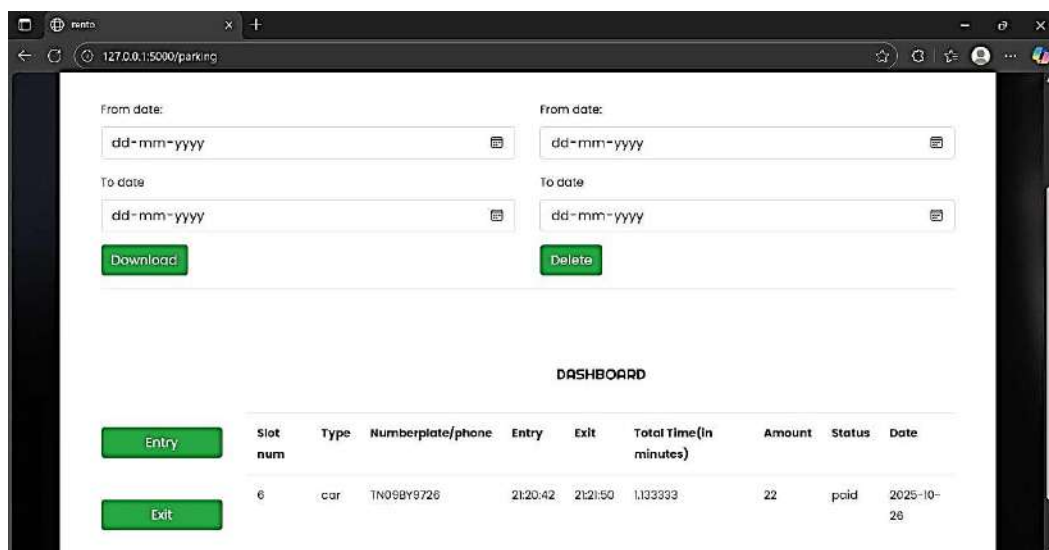 rento
127.0.0.1:5000/parking
From date:
From date:
dd-mm-yyyy
dd-mm-yyyy
To date
To date
dd-mm-yyyy
dd-mm-yyyy
Download
Delete
DASHBOARD
Entry
Slot num Type Numberplate/phone Entry Exit Total Time(in minutes) Amount Status Date
6 car TN09BY9726 21:20:42 21:21:50 1.133333 22 paid 2025-10-26
Exit